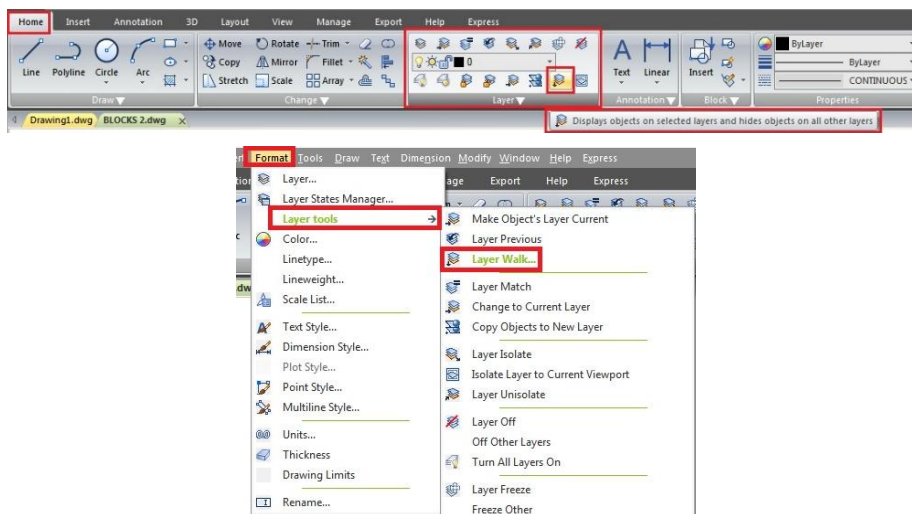 Home Insert Annotation 3D Layout View Manage Export Help Express
Move Rotate Trim
Copy Mirror Fillet
Stretch Scale Array
Line Polyline Circle Arc
0
Text Linear
Insert
ByLayer
ByLayer
CONTINUOUS
Draw Change Layer Annotation Block Properties
Drawing1.dwg BLOCKS 2.dwg x
Displays objects on selected layers and hides objects on all other layers
Format Tools Draw Text Dimension Modify Window Help Express
age Export Help Express
Layer...
Layer States Manager...
Layer tools
Color...
Linetype...
Lineweight...
Scale List...
Text Style...
Dimension Style...
Plot Style...
Point Style...
Multiline Style...
Units...
Thickness
Drawing Limits
Rename...
Make Object's Layer Current
Layer Previous
Layer Walk...
Layer Match
Change to Current Layer
Copy Objects to New Layer
Layer Isolate
Isolate Layer to Current Viewport
Layer Unisolate
Layer Off
Off Other Layers
Turn All Layers On
Layer Freeze
Freeze Other